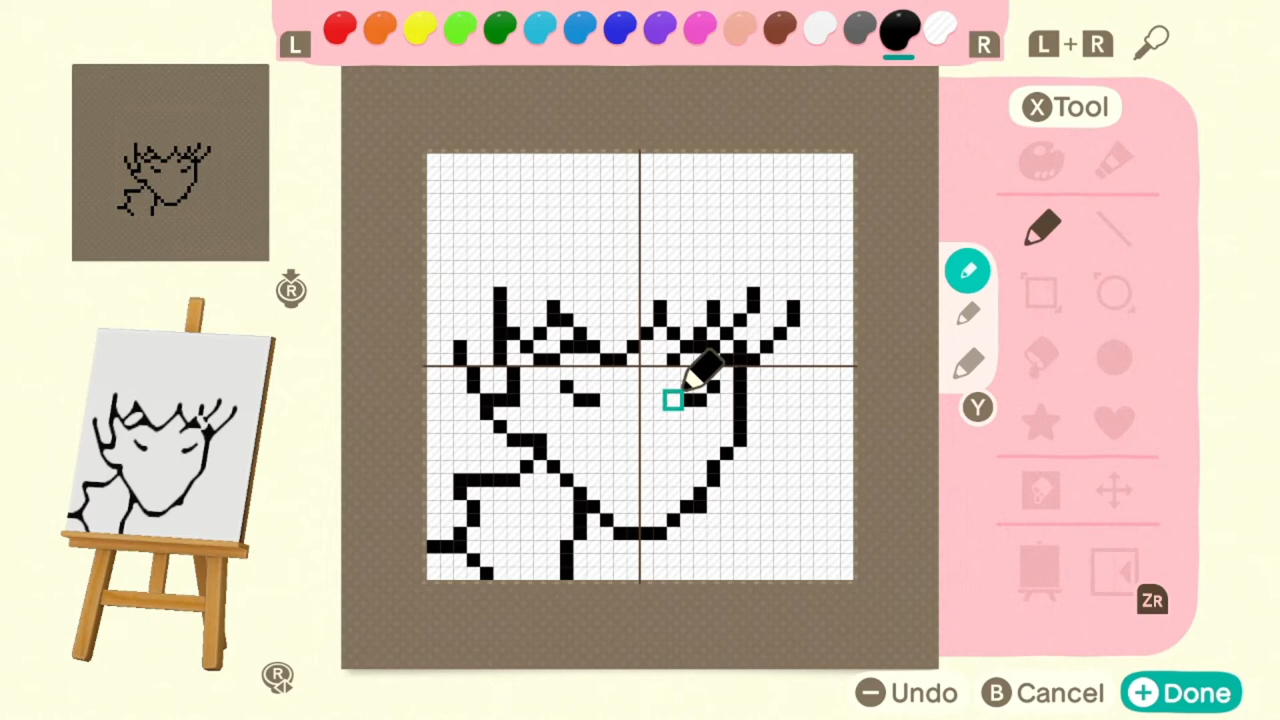 L
R
L + R
X Tool
R
Y
ZR
R
− Undo
B Cancel
+ Done